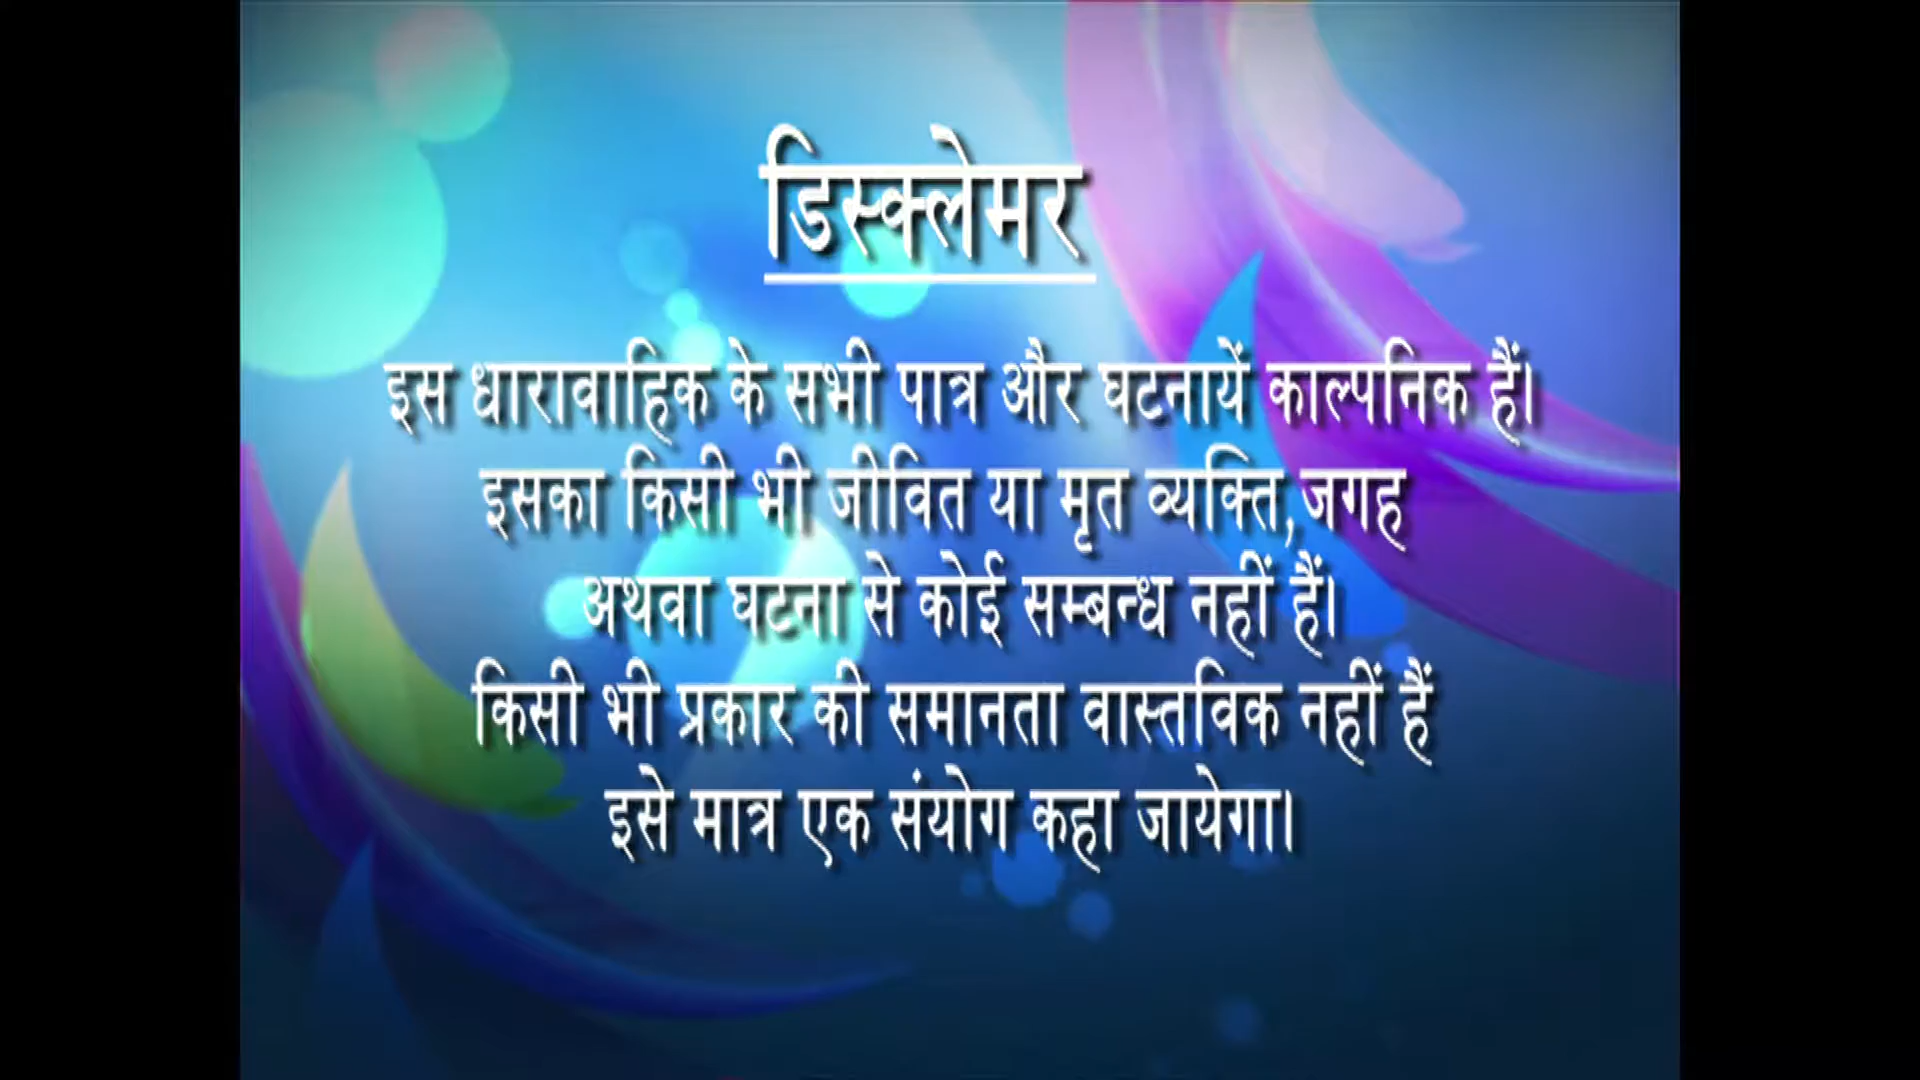 डिस्क्लेमर
इस धारावाहिक के सभी पात्र और घटनायें काल्पनिक हैं।
इसका किसी भी जीवित या मृत व्यक्ति,जगह
अथवा घटना से कोई सम्बन्ध नहीं हैं।
किसी भी प्रकार की समानता वास्तविक नहीं हैं
इसे मात्र एक संयोग कहा जायेगा।